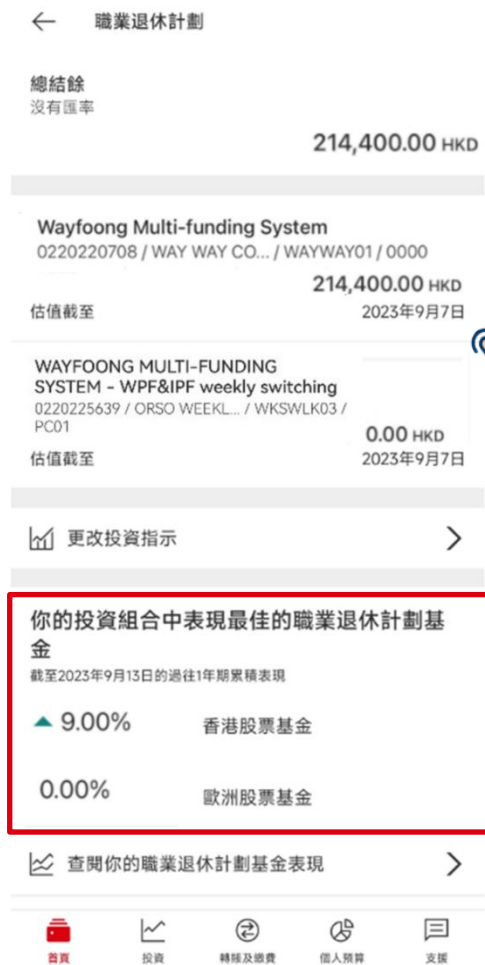 職業退休計劃
總結餘
沒有匯率
214,400.00 HKD
Wayfoong Multi-funding System
0220220708 / WAY WAY CO... / WAYWAY01 / 0000
214,400.00 HKD
估值截至 2023年9月7日
WAYFOONG MULTI-FUNDING
SYSTEM - WPF&IPF weekly switching
0220225639 / ORSO WEEKL... / WKSWLK03 /
PC01
0.00 HKD
估值截至 2023年9月7日
更改投資指示
你的投資組合中表現最佳的職業退休計劃基
金
截至2023年9月13日的過往1年期累積表現
9.00% 香港股票基金
0.00% 歐洲股票基金
查閱你的職業退休計劃基金表現
首頁 投資 轉賬及繳費 個人預算 支援